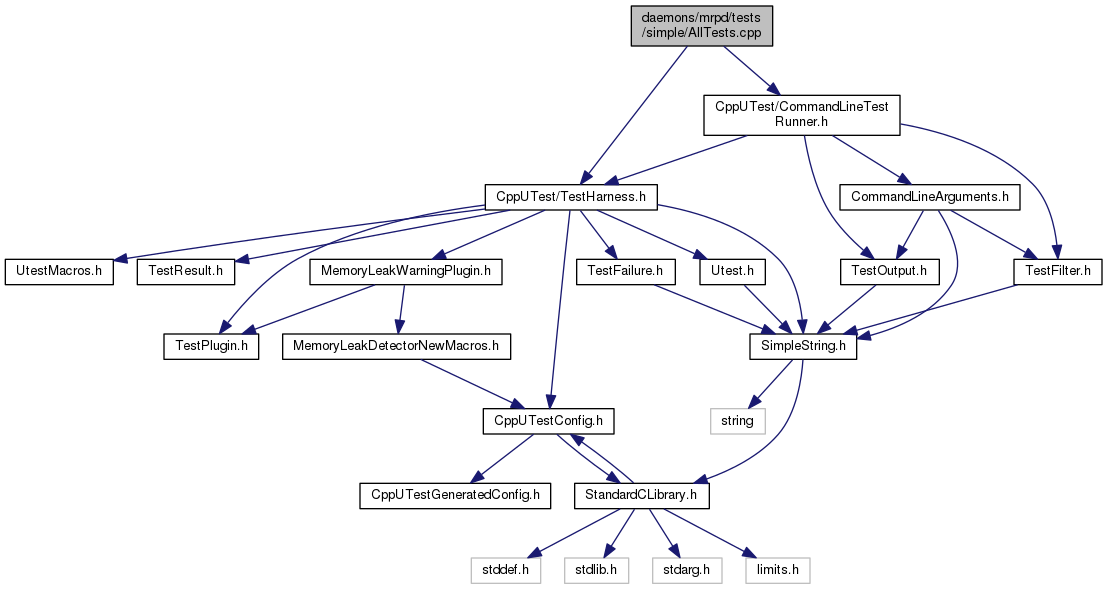 daemons/mrpd/tests
/simple/AllTests.cpp
CppUTest/CommandLineTest
Runner.h
CppUTest/TestHarness.h
CommandLineArguments.h
UtestMacros.h
TestResult.h
MemoryLeakWarningPlugin.h
TestFailure.h
Utest.h
TestOutput.h
TestFilter.h
TestPlugin.h
MemoryLeakDetectorNewMacros.h
SimpleString.h
CppUTestConfig.h
string
CppUTestGeneratedConfig.h
StandardCLibrary.h
stddef.h
stdlib.h
stdarg.h
limits.h